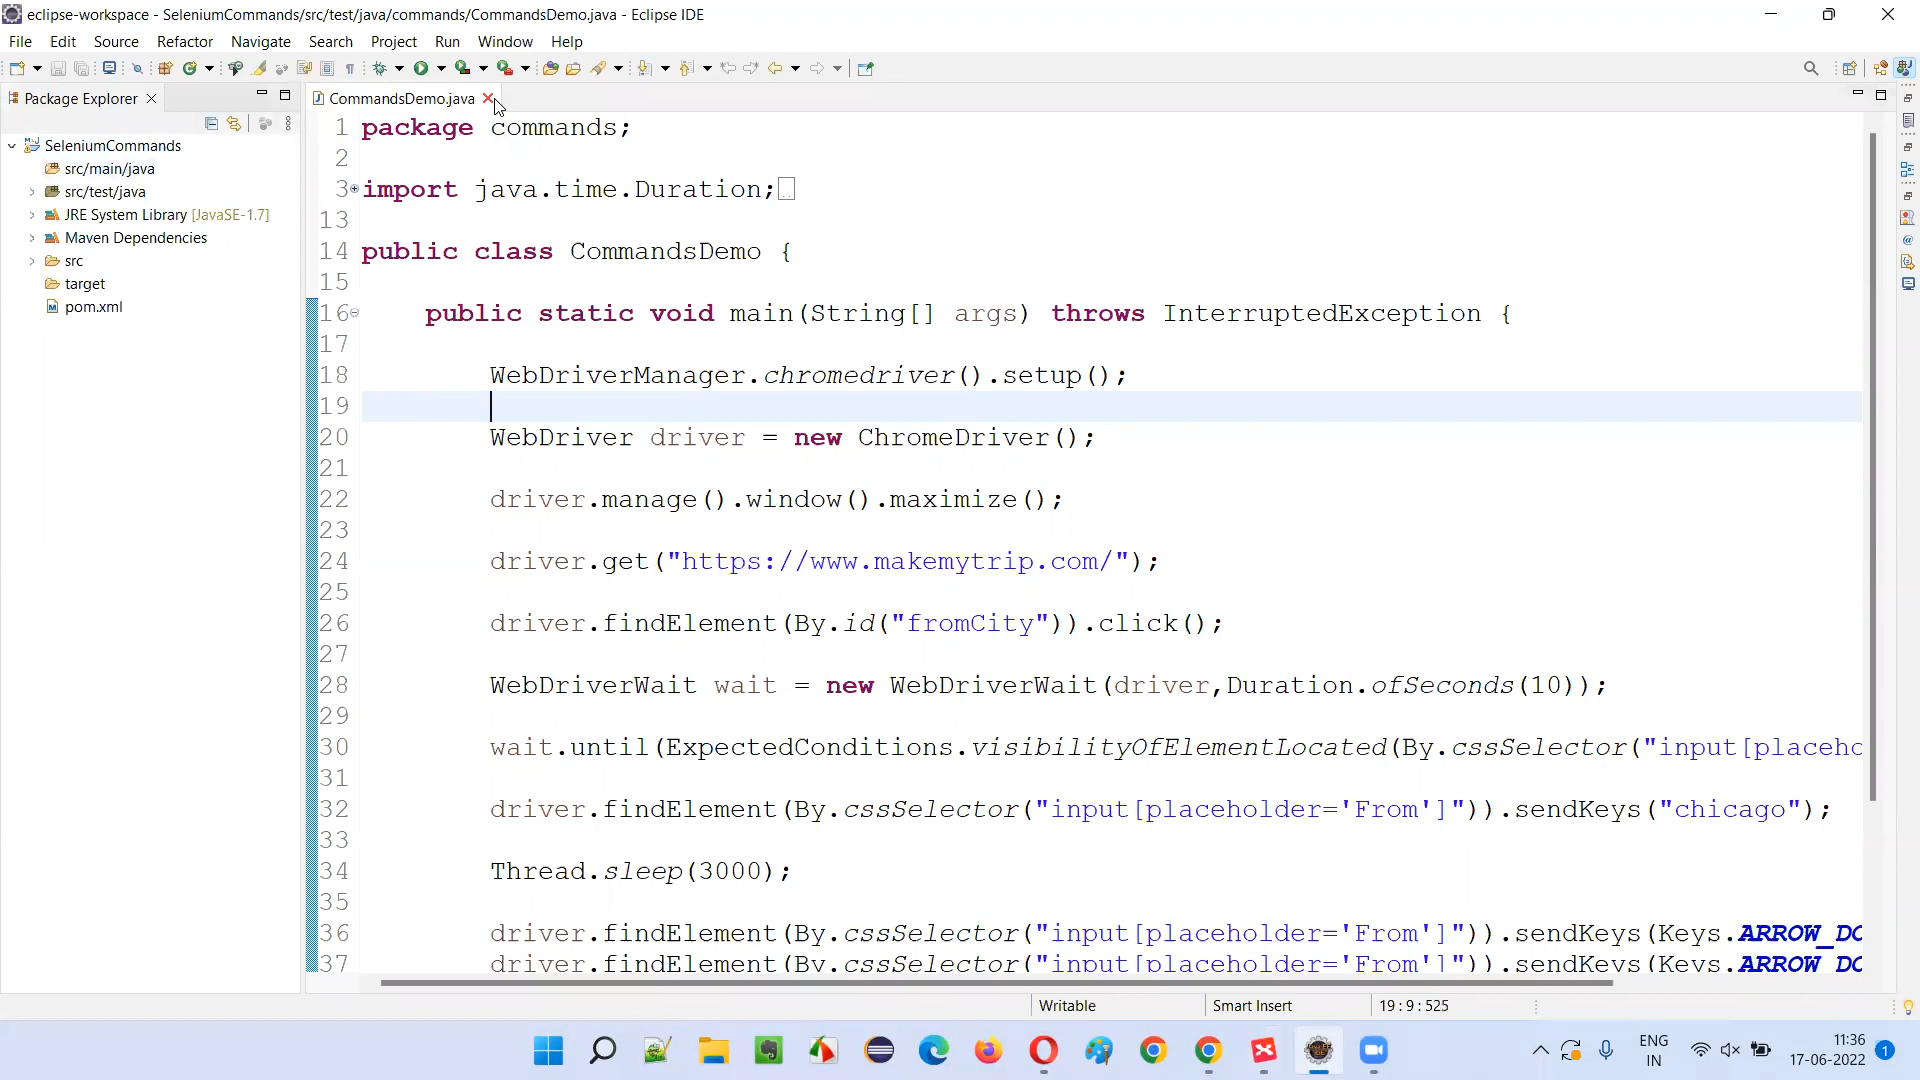 eclipse-workspace - SeleniumCommands/src/test/java/commands/CommandsDemo.java - Eclipse IDE
File Edit Source Refactor Navigate Search Project Run Window Help
Package Explorer
CommandsDemo.java
SeleniumCommands
src/main/java
src/test/java
JRE System Library [JavaSE-1.7]
Maven Dependencies
src
target
pom.xml
1 package commands;
2
3 import java.time.Duration;
13
14 public class CommandsDemo {
15
16 public static void main(String[] args) throws InterruptedException {
17
18 WebDriverManager.chromedriver().setup();
19
20 WebDriver driver = new ChromeDriver();
21
22 driver.manage().window().maximize();
23
24 driver.get("https://www.makemytrip.com/");
25
26 driver.findElement(By.id("fromCity")).click();
27
28 WebDriverWait wait = new WebDriverWait(driver,Duration.ofSeconds(10));
29
30 wait.until(ExpectedConditions.visibilityOfElementLocated(By.cssSelector("input[placeho
31
32 driver.findElement(By.cssSelector("input[placeholder='From']")).sendKeys("chicago");
33
34 Thread.sleep(3000);
35
36 driver.findElement(By.cssSelector("input[placeholder='From']")).sendKeys(Keys.ARROW_DO
37 driver.findElement(By.cssSelector("input[placeholder='From']")).sendKeys(Keys.ARROW_DO
Writable
Smart Insert
19 : 9 : 525
ENG
IN
11:36
17-06-2022
1